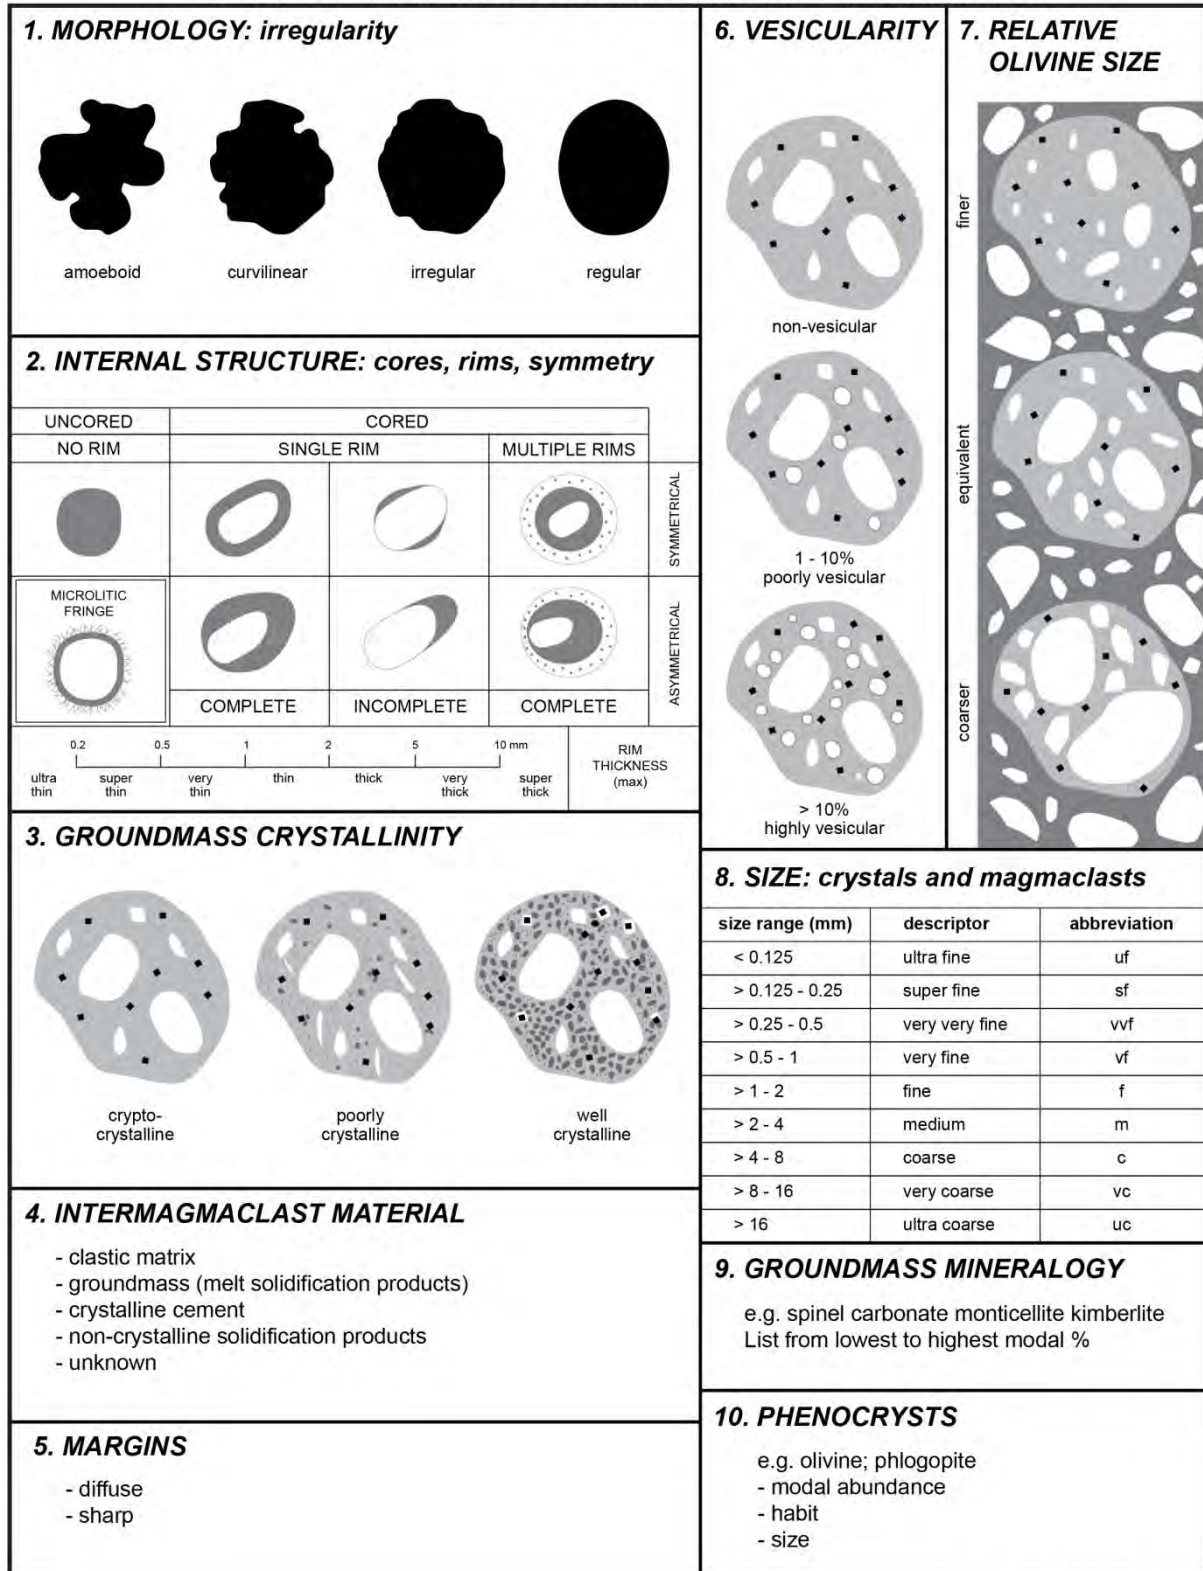 1. MORPHOLOGY: irregularity
amoeboid
curvilinear
irregular
regular
2. INTERNAL STRUCTURE: cores, rims, symmetry
UNCORED
CORED
NO RIM
SINGLE RIM
MULTIPLE RIMS
SYMMETRICAL
MICROLITIC
FRINGE
ASYMMETRICAL
COMPLETE
INCOMPLETE
COMPLETE
0.2
0.5
1
2
5
10 mm
ultra
thin
super
thin
very
thin
thin
thick
very
thick
super
thick
RIM
THICKNESS
(max)
3. GROUNDMASS CRYSTALLINITY
crypto-
crystalline
poorly
crystalline
well
crystalline
4. INTERMAGMACLAST MATERIAL
- clastic matrix
- groundmass (melt solidification products)
- crystalline cement
- non-crystalline solidification products
- unknown
5. MARGINS
- diffuse
- sharp
6. VESICULARITY
non-vesicular
1 - 10%
poorly vesicular
> 10%
highly vesicular
7. RELATIVE
OLIVINE SIZE
finer
equivalent
coarser
8. SIZE: crystals and magmaclasts
size range (mm) descriptor abbreviation
< 0.125 ultra fine uf
> 0.125 - 0.25 super fine sf
> 0.25 - 0.5 very very fine vvf
> 0.5 - 1 very fine vf
> 1 - 2 fine f
> 2 - 4 medium m
> 4 - 8 coarse c
> 8 - 16 very coarse vc
> 16 ultra coarse uc
9. GROUNDMASS MINERALOGY
e.g. spinel carbonate monticellite kimberlite
List from lowest to highest modal %
10. PHENOCRYSTS
e.g. olivine; phlogopite
- modal abundance
- habit
- size